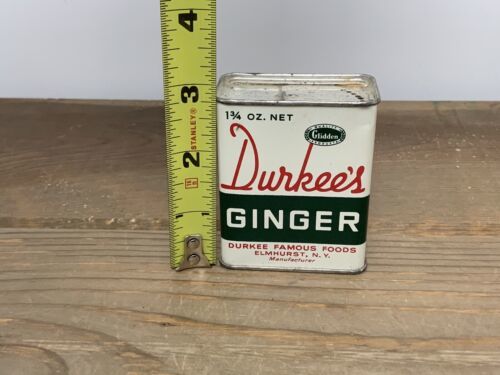 4
3
STANLEY®
2
1
1¾ OZ. NET
Glidden
Durkee's
GINGER
DURKEE FAMOUS FOODS
ELMHURST, N.Y.
Manufacturer